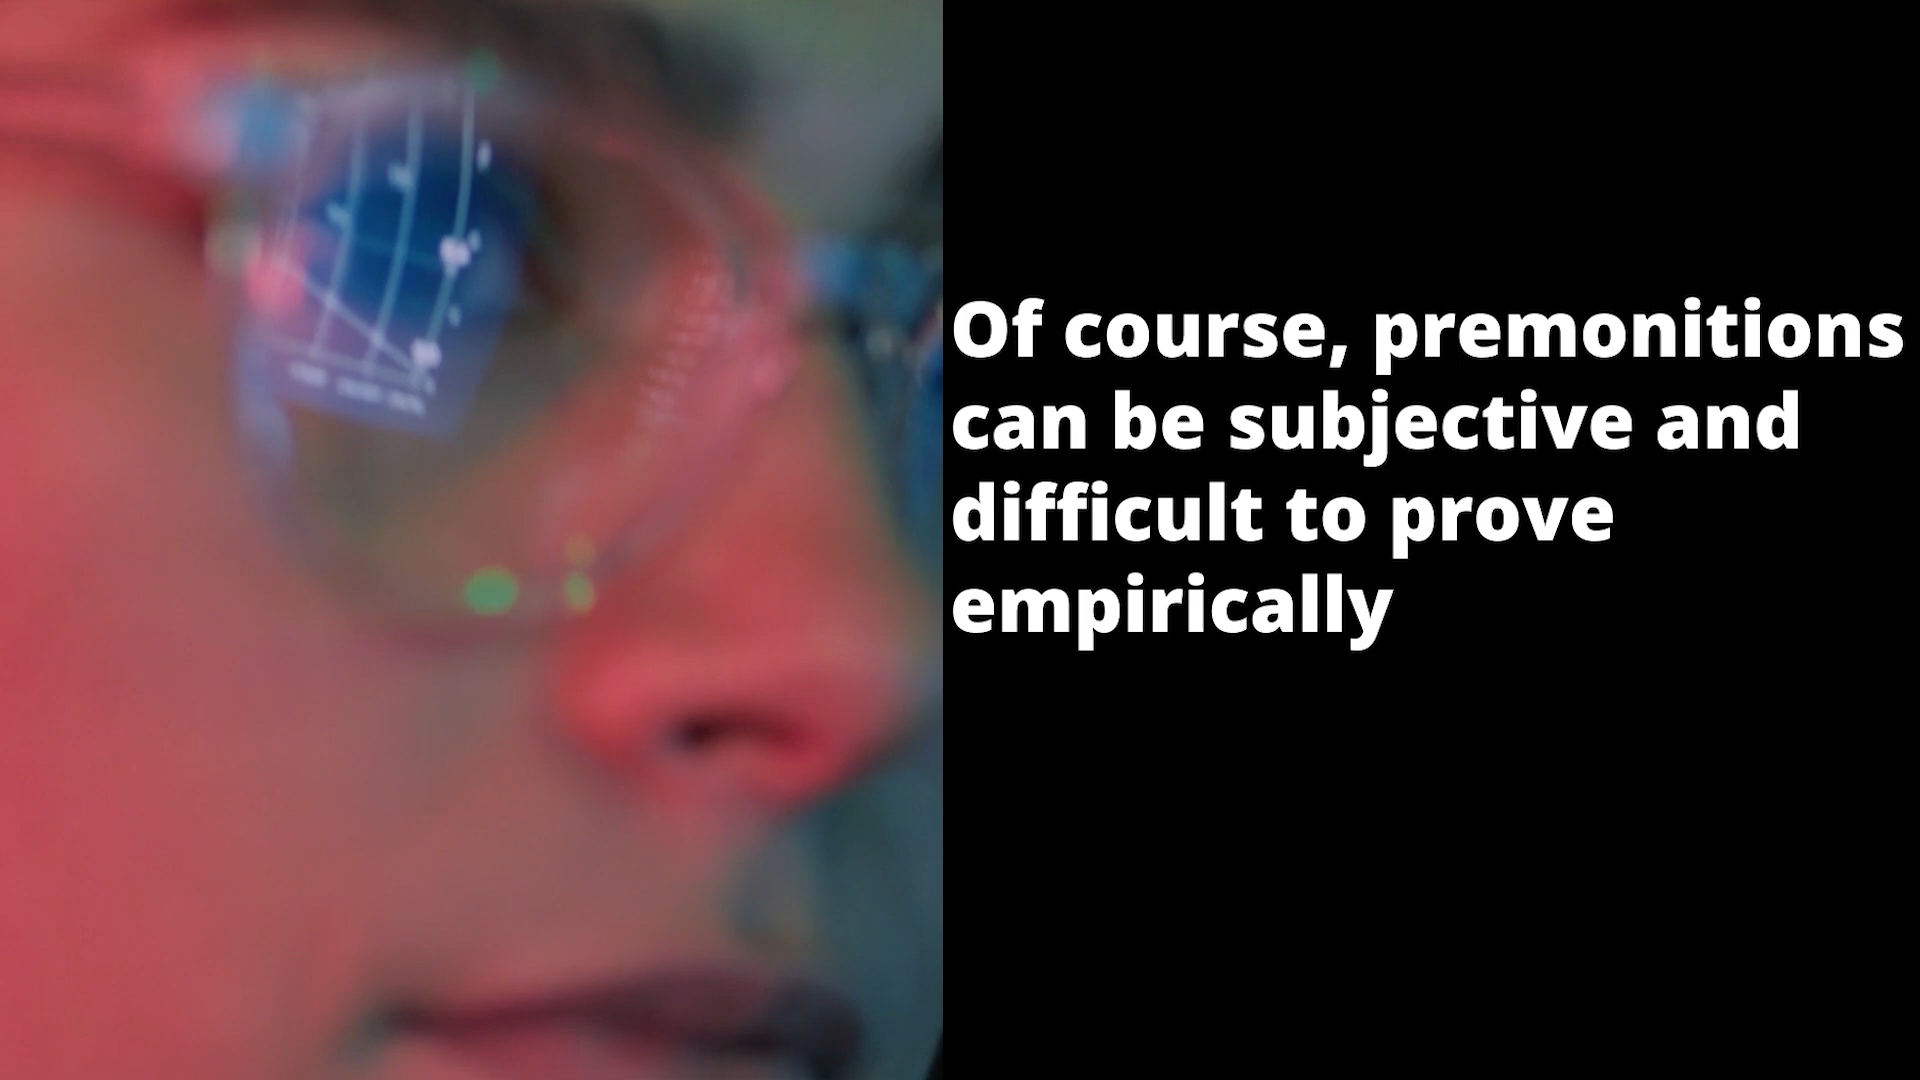 Of course, premonitions
can be subjective and
difficult to prove
empirically